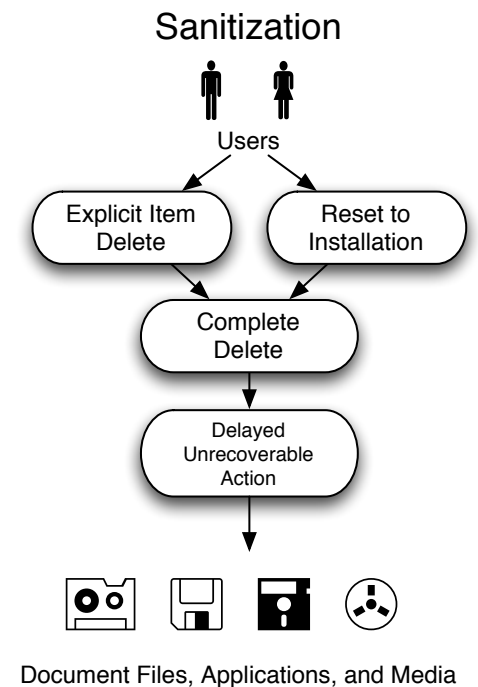 Sanitization
Users
Explicit Item
Delete
Reset to
Installation
Complete
Delete
Delayed
Unrecoverable
Action
Document Files, Applications, and Media